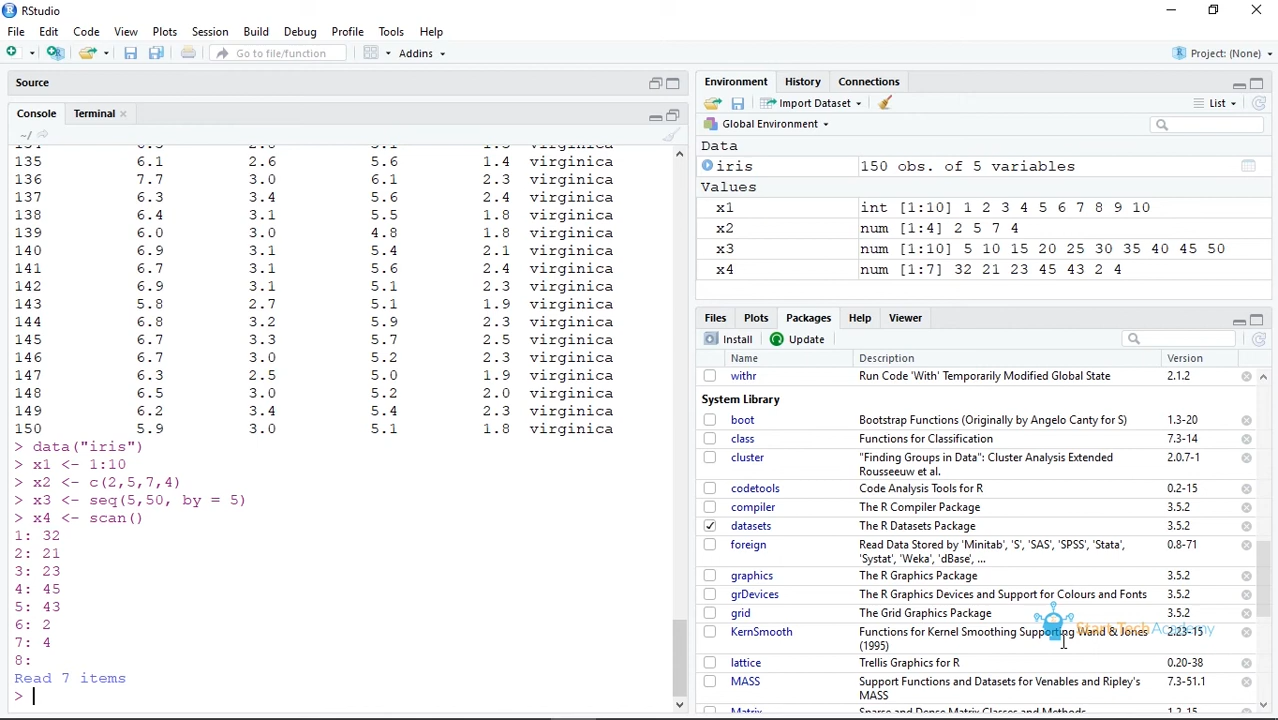 RStudio
File Edit Code View Plots Session Build Debug Profile Tools Help
Go to file/function Addins Project: (None)
Source
Console Terminal
~/
135 6.1 2.6 5.6 1.4 virginica
136 7.7 3.0 6.1 2.3 virginica
137 6.3 3.4 5.6 2.4 virginica
138 6.4 3.1 5.5 1.8 virginica
139 6.0 3.0 4.8 1.8 virginica
140 6.9 3.1 5.4 2.1 virginica
141 6.7 3.1 5.6 2.4 virginica
142 6.9 3.1 5.1 2.3 virginica
143 5.8 2.7 5.1 1.9 virginica
144 6.8 3.2 5.9 2.3 virginica
145 6.7 3.3 5.7 2.5 virginica
146 6.7 3.0 5.2 2.3 virginica
147 6.3 2.5 5.0 1.9 virginica
148 6.5 3.0 5.2 2.0 virginica
149 6.2 3.4 5.4 2.3 virginica
150 5.9 3.0 5.1 1.8 virginica
> data("iris")
> x1 <- 1:10
> x2 <- c(2,5,7,4)
> x3 <- seq(5,50, by = 5)
> x4 <- scan()
1: 32
2: 21
3: 23
4: 45
5: 43
6: 2
7: 4
8:
Read 7 items
>
Environment History Connections
Import Dataset List
Global Environment
Data
iris 150 obs. of 5 variables
Values
x1 int [1:10] 1 2 3 4 5 6 7 8 9 10
x2 num [1:4] 2 5 7 4
x3 num [1:10] 5 10 15 20 25 30 35 40 45 50
x4 num [1:7] 32 21 23 45 43 2 4
Files Plots Packages Help Viewer
Install Update
Name Description Version
withr Run Code 'With' Temporarily Modified Global State 2.1.2
System Library
boot Bootstrap Functions (Originally by Angelo Canty for S) 1.3-20
class Functions for Classification 7.3-14
cluster "Finding Groups in Data": Cluster Analysis Extended 2.0.7-1
Rousseeuw et al.
codetools Code Analysis Tools for R 0.2-15
compiler The R Compiler Package 3.5.2
datasets The R Datasets Package 3.5.2
foreign Read Data Stored by 'Minitab', 'S', 'SAS', 'SPSS', 'Stata', 0.8-71
'Systat', 'Weka', 'dBase', ...
graphics The R Graphics Package 3.5.2
grDevices The R Graphics Devices and Support for Colours and Fonts 3.5.2
grid The Grid Graphics Package 3.5.2
Start-Tech Academy
KernSmooth Functions for Kernel Smoothing Supporting Wand & Jones 2.23-15
(1995)
lattice Trellis Graphics for R 0.20-38
MASS Support Functions and Datasets for Venables and Ripley's 7.3-51.1
MASS
Matrix Sparse and Dense Matrix Classes and Methods 1.2-15